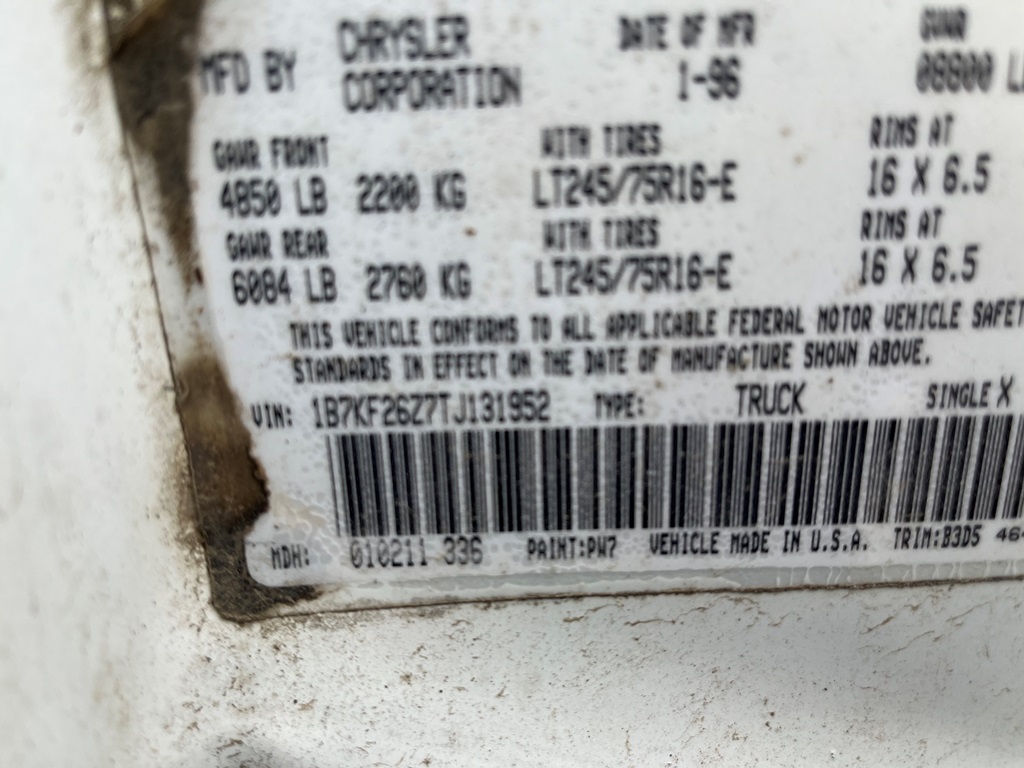 MFD BY CHRYSLER CORPORATION DATE OF MFR 1-96 GVWR 08800
GAWR FRONT WITH TIRES RIMS AT
4850 LB 2200 KG LT245/75R16-E 16 X 6.5
GAWR REAR WITH TIRES RIMS AT
6084 LB 2760 KG LT245/75R16-E 16 X 6.5
THIS VEHICLE CONFORMS TO ALL APPLICABLE FEDERAL MOTOR VEHICLE SAFET
STANDARDS IN EFFECT ON THE DATE OF MANUFACTURE SHOWN ABOVE.
VIN: 1B7KF26Z7TJ131952 TYPE: TRUCK SINGLE X
MDH: 010211 336 PAINT:PW7 VEHICLE MADE IN U.S.A. TRIM:B3D5 464